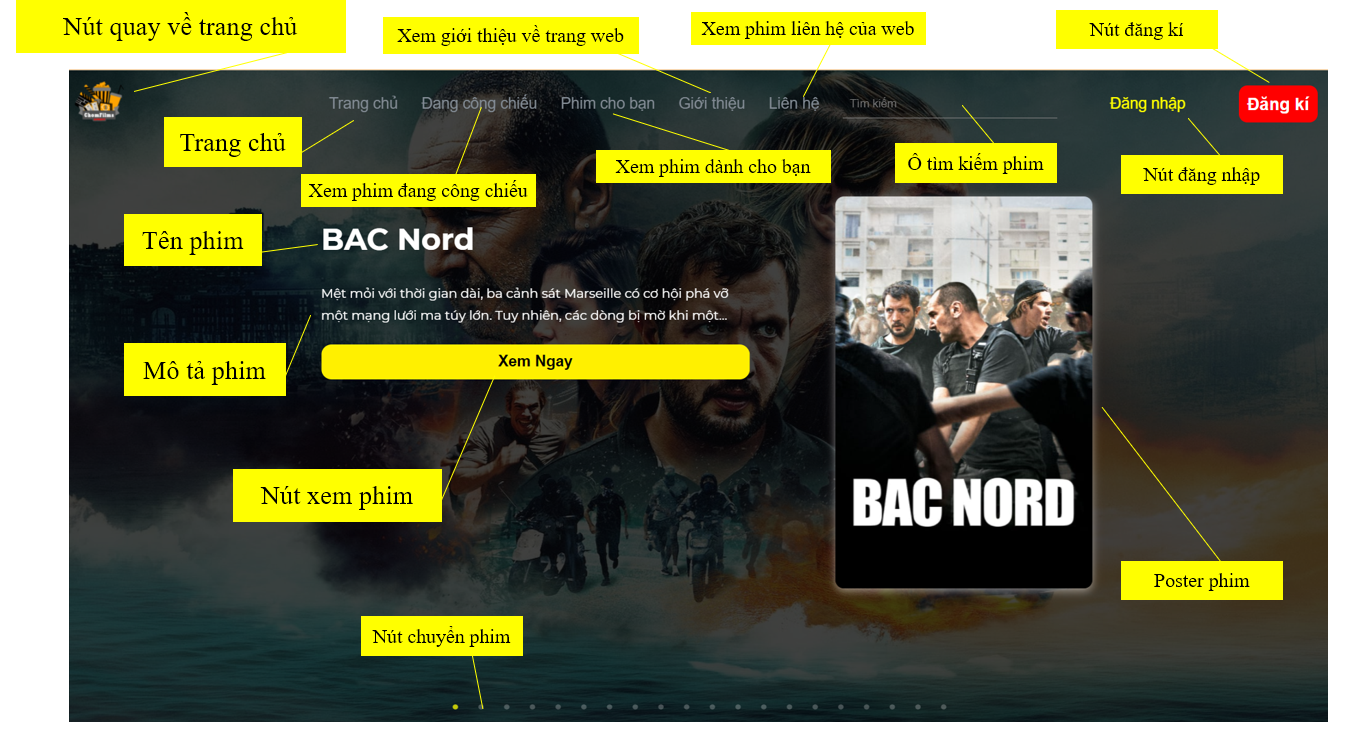 Nút quay về trang chủ
Xem giới thiệu về trang web
Xem phim liên hệ của web
Nút đăng kí
ChemFilms
Trang chủ
Đang công chiếu
Phim cho bạn
Giới thiệu
Liên hệ
Tìm kiếm
Đăng nhập
Đăng kí
Trang chủ
Xem phim đang công chiếu
Xem phim dành cho bạn
Ô tìm kiếm phim
Nút đăng nhập
Tên phim
BAC Nord
Mệt mỏi với thời gian dài, ba cảnh sát Marseille có cơ hội phá vỡ
một mạng lưới ma túy lớn. Tuy nhiên, các dòng bị mờ khi một...
Mô tả phim
Xem Ngay
Nút xem phim
BAC NORD
Poster phim
Nút chuyển phim